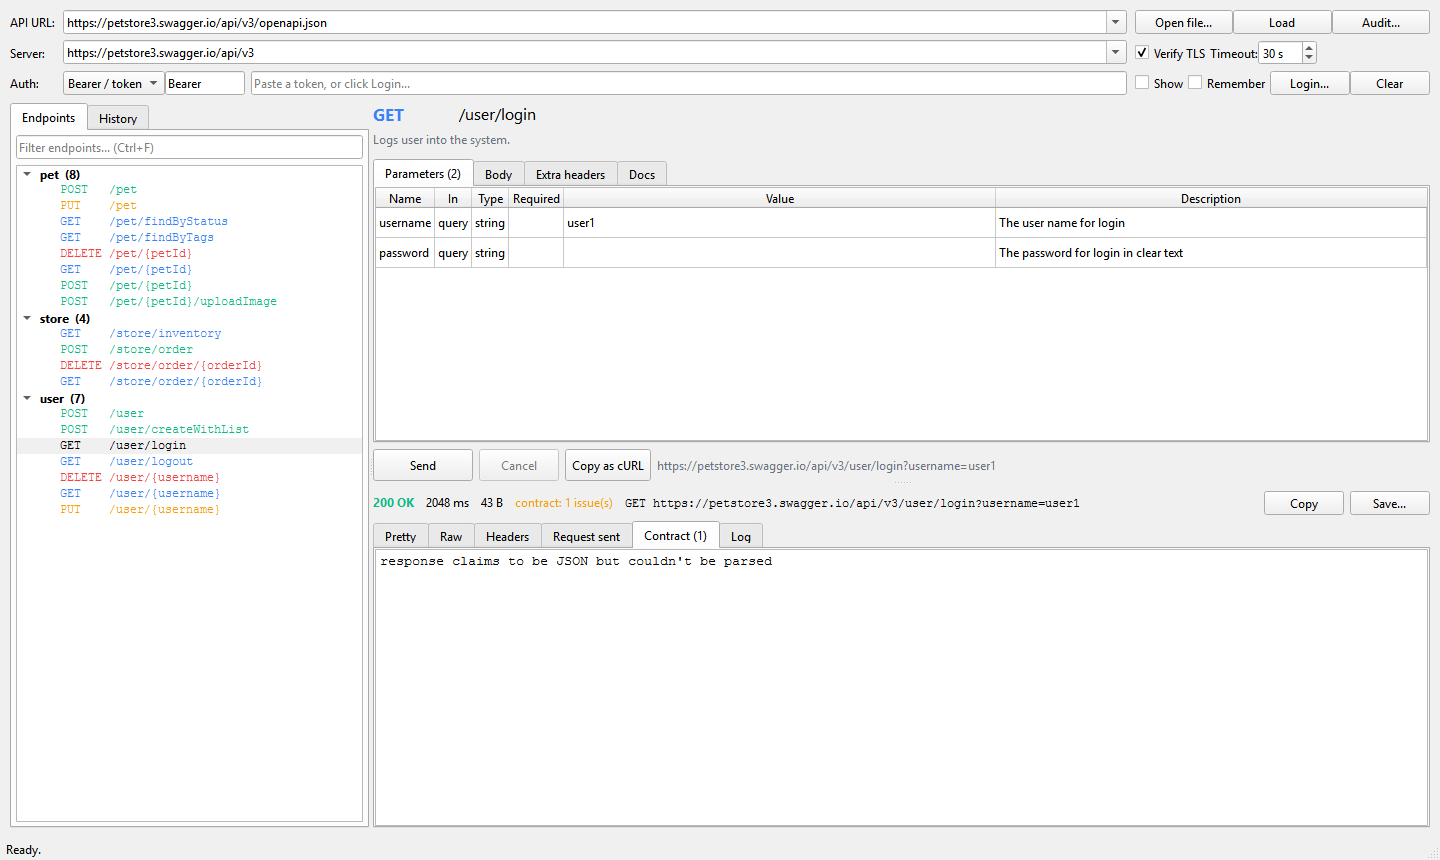 API URL: https://petstore3.swagger.io/api/v3/openapi.json Open file... Load Audit...
Server: https://petstore3.swagger.io/api/v3 Verify TLS Timeout: 30 s
Auth: Bearer / token Bearer Paste a token, or click Login... Show Remember Login... Clear
Endpoints History
Filter endpoints... (Ctrl+F)
pet (8)
POST /pet
PUT /pet
GET /pet/findByStatus
GET /pet/findByTags
DELETE /pet/{petId}
GET /pet/{petId}
POST /pet/{petId}
POST /pet/{petId}/uploadImage
store (4)
GET /store/inventory
POST /store/order
DELETE /store/order/{orderId}
GET /store/order/{orderId}
user (7)
POST /user
POST /user/createWithList
GET /user/login
GET /user/logout
DELETE /user/{username}
GET /user/{username}
PUT /user/{username}
GET /user/login
Logs user into the system.
Parameters (2) Body Extra headers Docs
Name In Type Required Value Description
username query string user1 The user name for login
password query string The password for login in clear text
Send Cancel Copy as cURL https://petstore3.swagger.io/api/v3/user/login?username=user1
200 OK 2048 ms 43 B contract: 1 issue(s) GET https://petstore3.swagger.io/api/v3/user/login?username=user1 Copy Save...
Pretty Raw Headers Request sent Contract (1) Log
response claims to be JSON but couldn't be parsed
Ready.